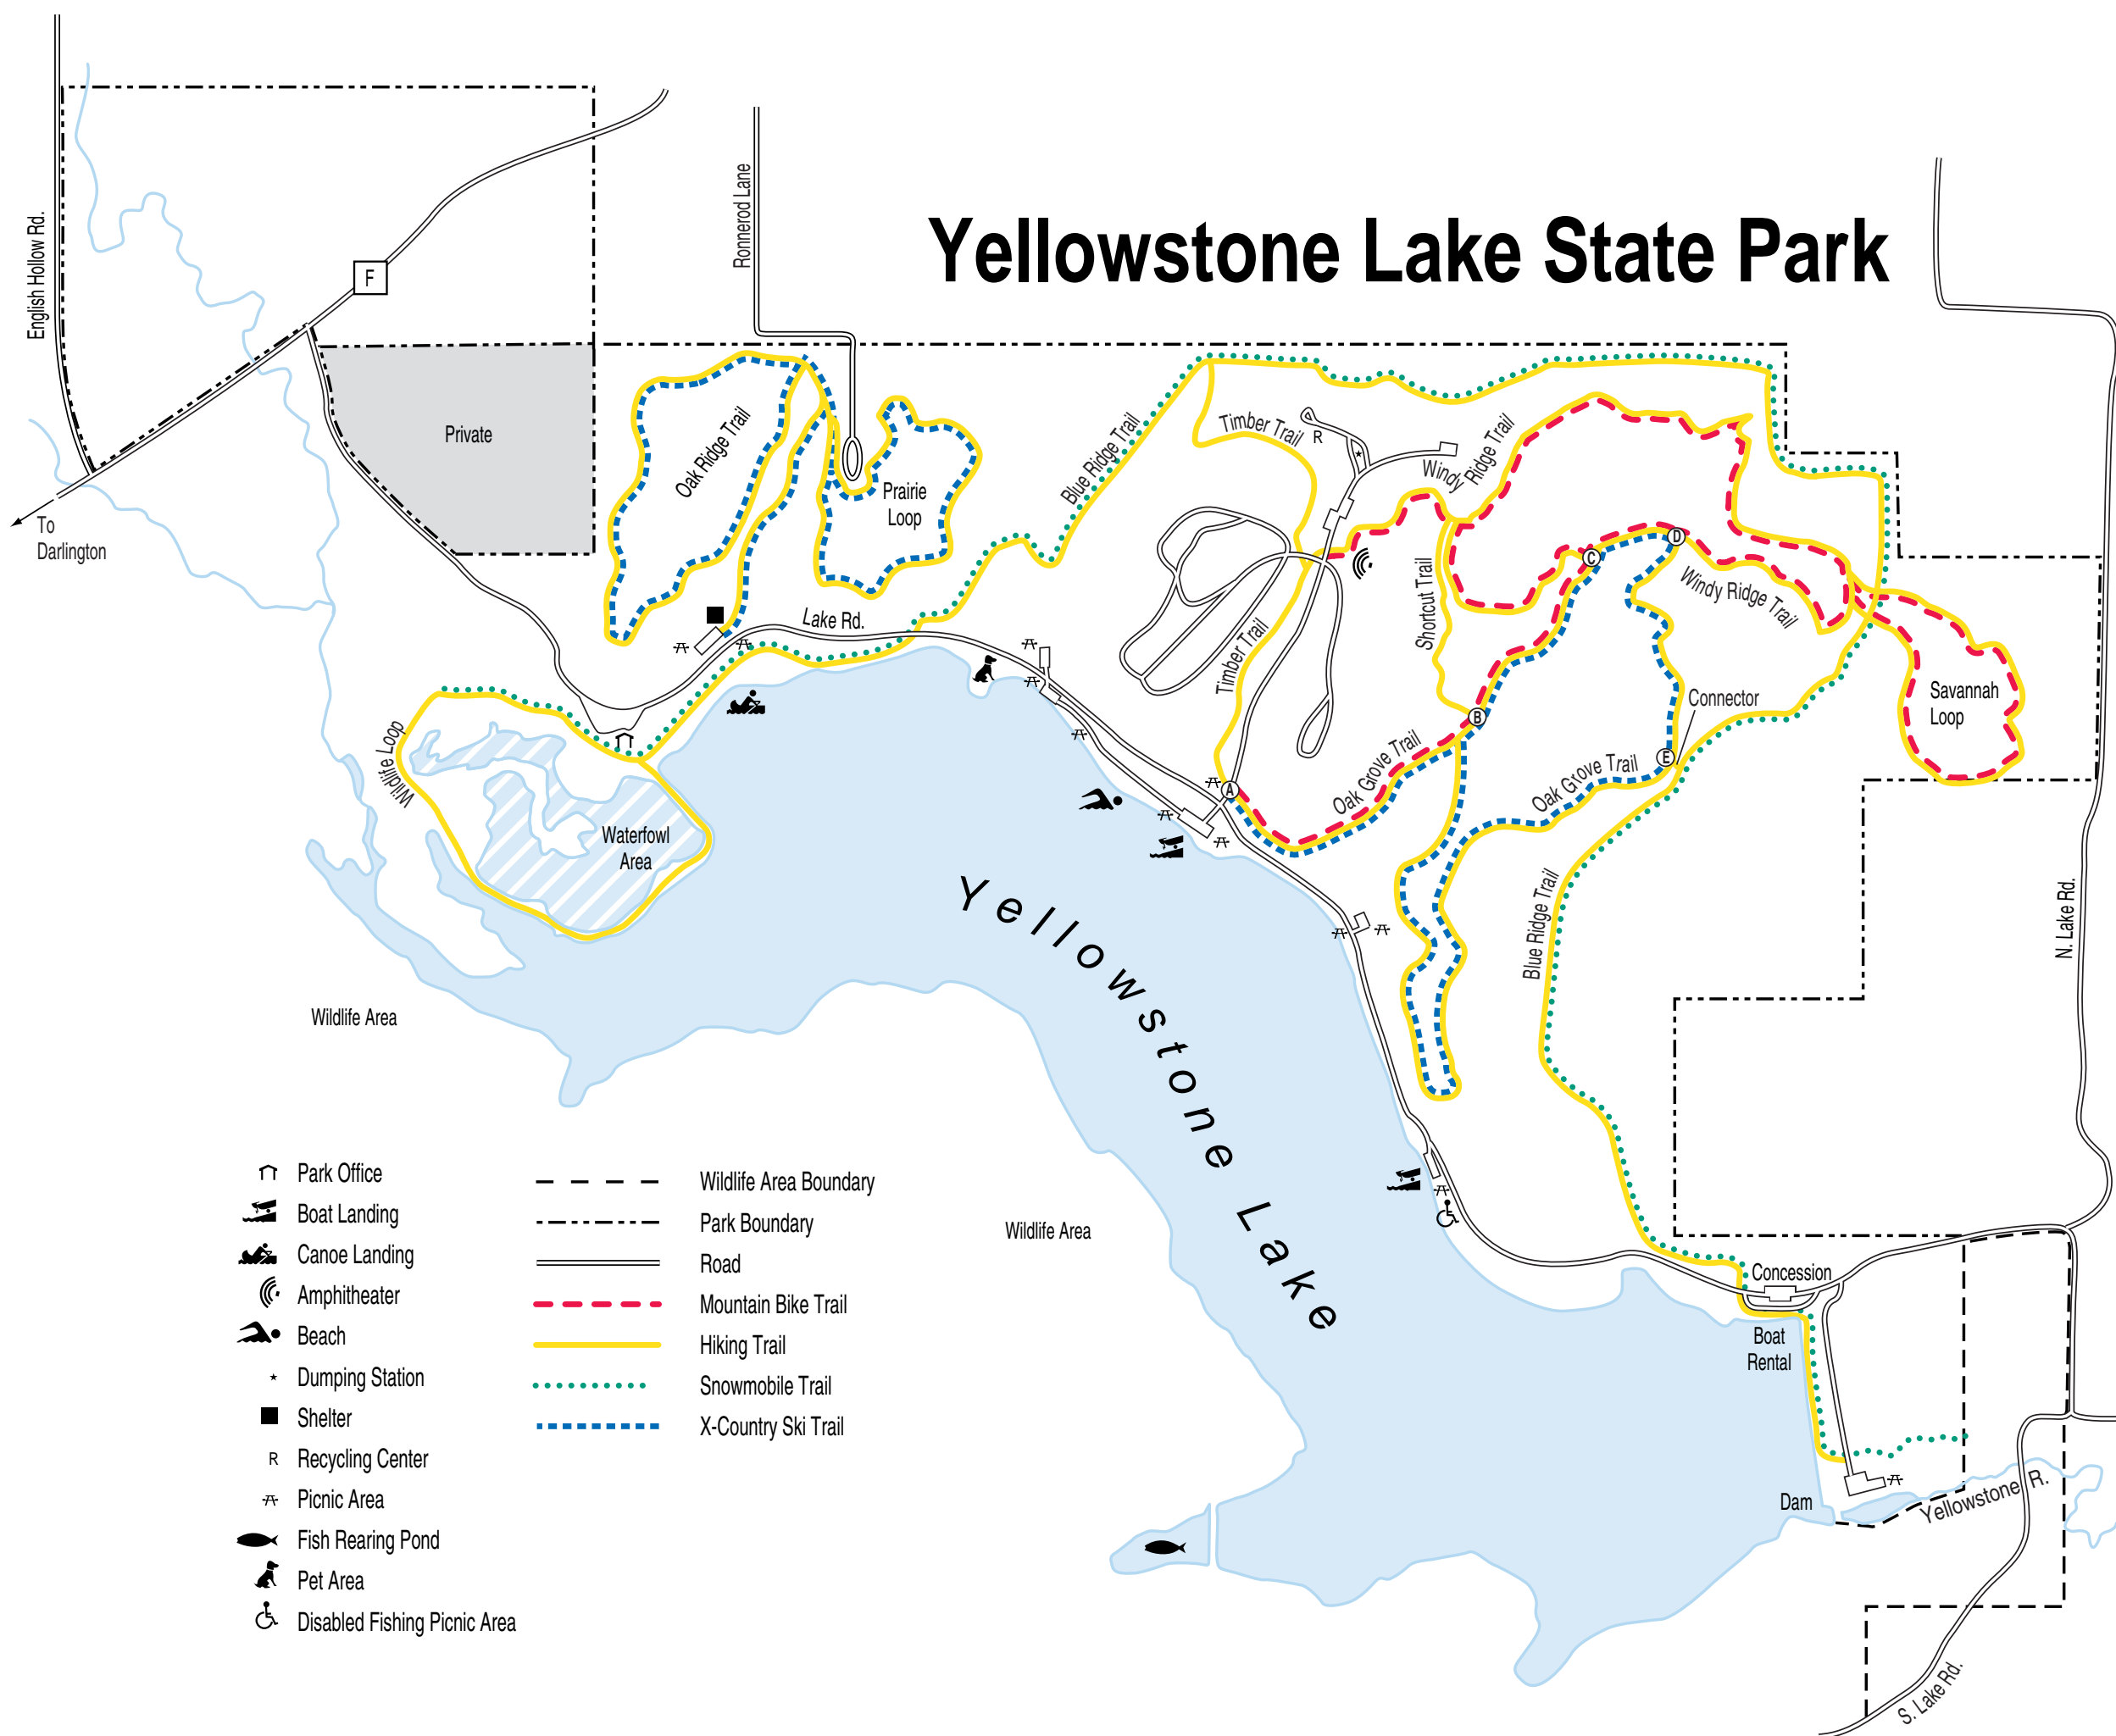 Yellowstone Lake State Park
English Hollow Rd.
F
Ronnerod Lane
Private
To
Darlington
Oak Ridge Trail
Prairie
Loop
Blue Ridge Trail
Timber Trail
R
Windy
Ridge Trail
Lake Rd.
Timber Trail
Shortcut Trail
C
D
Windy Ridge Trail
Savannah
Loop
Connector
B
E
A
Oak Grove Trail
Oak Grove Trail
Wildlife Loop
Waterfowl
Area
Yellowstone Lake
Blue Ridge Trail
N. Lake Rd.
Wildlife Area
Wildlife Area
Concession
Boat
Rental
Dam
Yellowstone R.
S. Lake Rd.
Park Office
Boat Landing
Canoe Landing
Amphitheater
Beach
Dumping Station
Shelter
R Recycling Center
Picnic Area
Fish Rearing Pond
Pet Area
Disabled Fishing Picnic Area
Wildlife Area Boundary
Park Boundary
Road
Mountain Bike Trail
Hiking Trail
Snowmobile Trail
X-Country Ski Trail